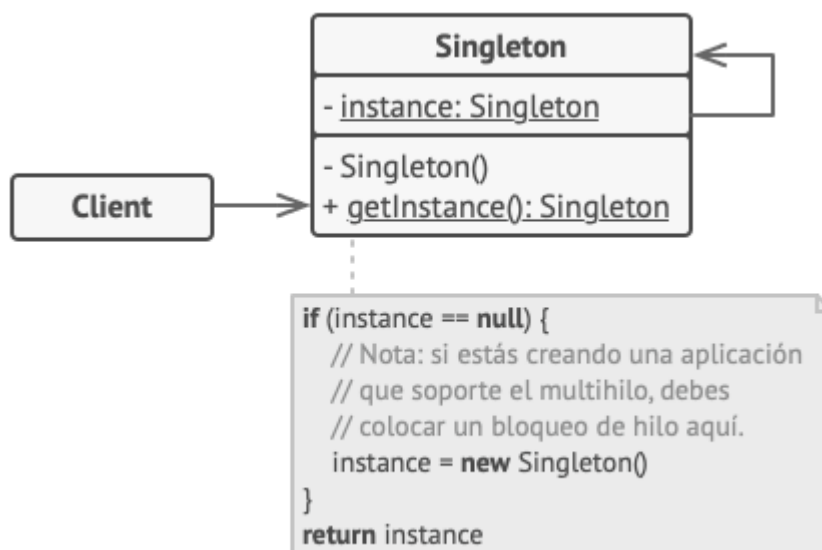 Singleton
- instance: Singleton
- Singleton()
+ getInstance(): Singleton
Client
if (instance == null) {
// Nota: si estás creando una aplicación
// que soporte el multihilo, debes
// colocar un bloqueo de hilo aquí.
instance = new Singleton()
}
return instance